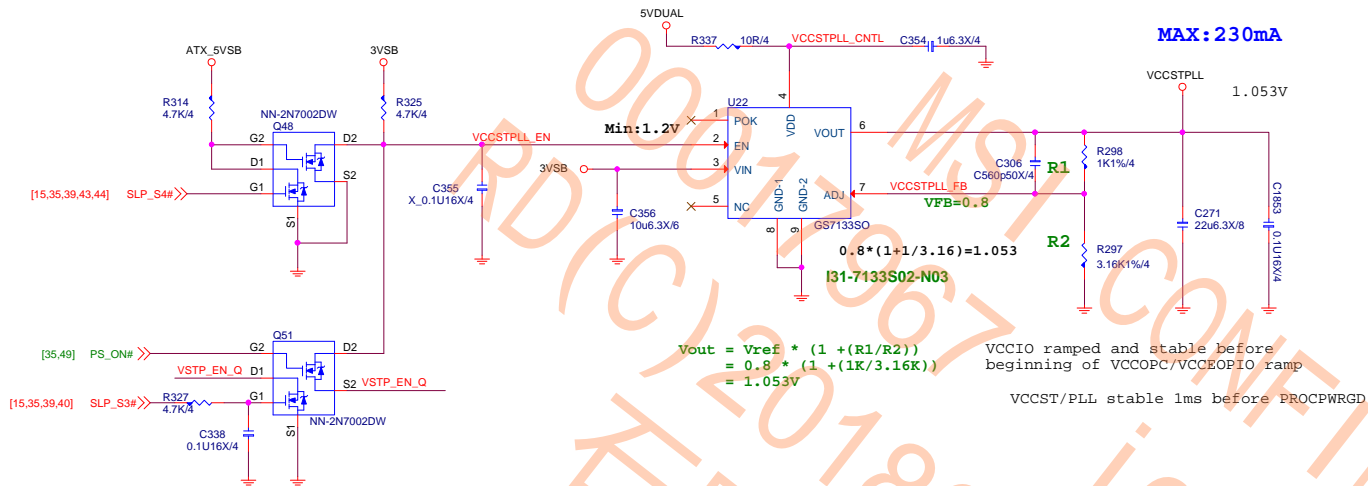 5VDUAL
MAX:230mA
R337
10R/4
VCCSTPLL_CNTL
C354
1u6.3X/4
ATX_5VSB
3VSB
VCCSTPLL
1.053V
R314
4.7K/4
NN-2N7002DW
Q48
R325
4.7K/4
U22
4
1
POK
VDD
VOUT
6
G2
D2
VCCSTPLL_EN
Min:1.2V
2
EN
D1
3VSB
3
VIN
C306
C560p50X/4
R1
R298
1K1%/4
[15,35,39,43,44]
SLP_S4#
G1
S2
C355
X_0.1U16X/4
VCCSTPLL_FB
VFB=0.8
ADJ
7
S1
C356
10u6.3X/6
5
NC
GND-1
GND-2
GS7133SO
8
9
C271
22u6.3X/8
C1853
0.1U16X/4
R2
R297
3.16K1%/4
0.8*(1+1/3.16)=1.053
I31-7133S02-N03
Q51
[35,49]
PS_ON#
G2
D2
VSTP_EN_Q
D1
S2
VSTP_EN_Q
[15,35,39,40]
SLP_S3#
R327
4.7K/4
G1
S1
NN-2N7002DW
C338
0.1U16X/4
Vout = Vref * (1 +(R1/R2))
= 0.8 * (1 +(1K/3.16K))
= 1.053V
VCCIO ramped and stable before
beginning of VCCOPC/VCCEOPIO ramp
VCCST/PLL stable 1ms before PROCPWRGD
MSI CONFI
00017967
RD(C)2018